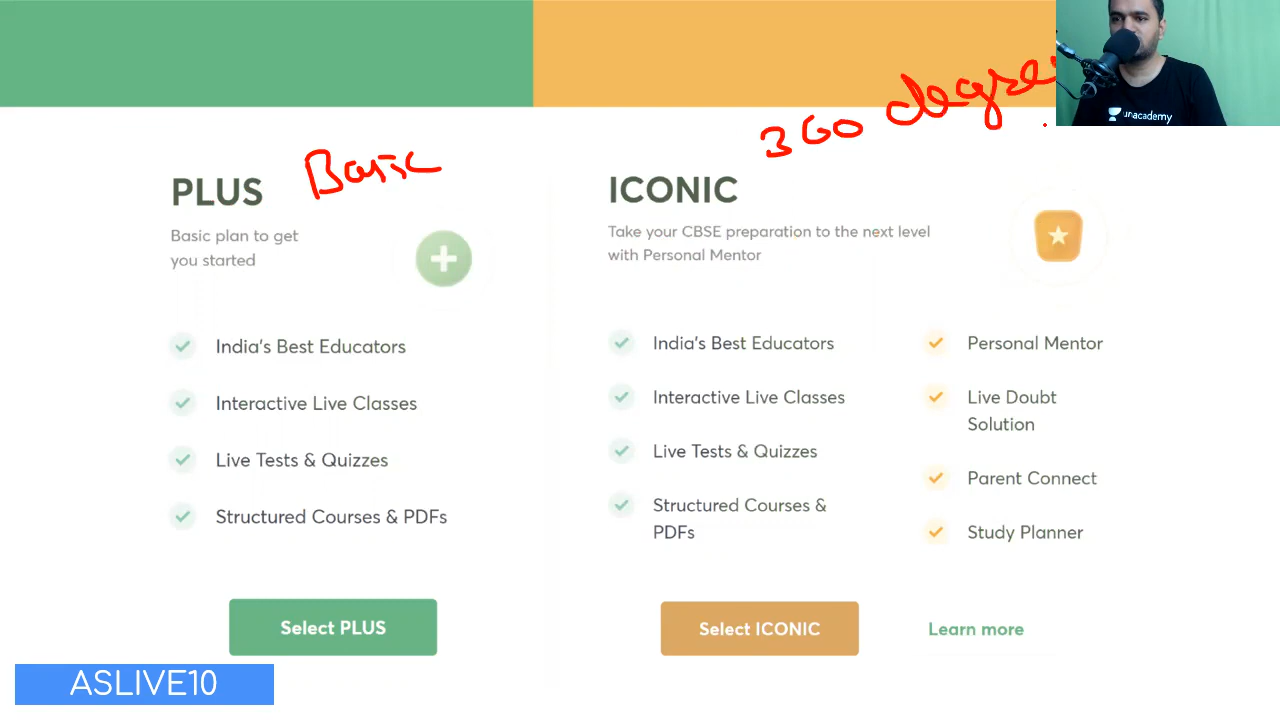 unacademy
360 degree
Basic
PLUS
Basic plan to get
you started
India's Best Educators
Interactive Live Classes
Live Tests & Quizzes
Structured Courses & PDFs
Select PLUS
ICONIC
Take your CBSE preparation to the next level
with Personal Mentor
India's Best Educators
Interactive Live Classes
Live Tests & Quizzes
Structured Courses &
PDFs
Personal Mentor
Live Doubt
Solution
Parent Connect
Study Planner
Select ICONIC
Learn more
ASLIVE10